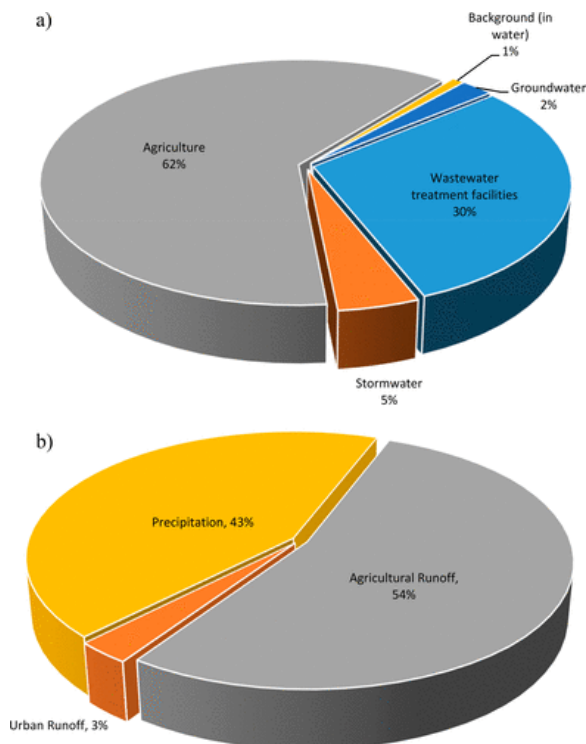 a)
Background (in
water)
1%
Groundwater
2%
Agriculture
62%
Wastewater
treatment facilities
30%
Stormwater
5%
b)
Precipitation, 43%
Agricultural Runoff,
54%
Urban Runoff, 3%